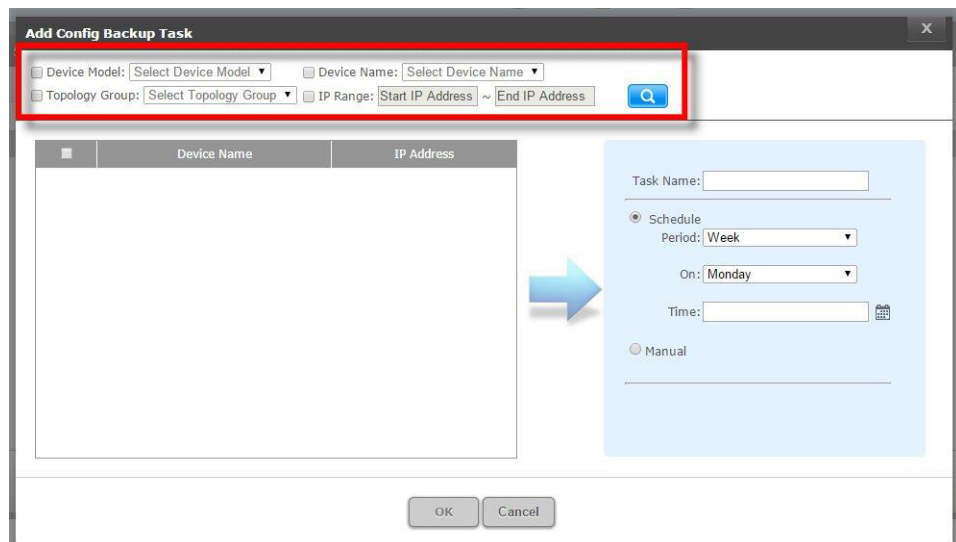 Add Config Backup Task
X
Device Model: Select Device Model Device Name: Select Device Name
Topology Group: Select Topology Group IP Range: Start IP Address ~ End IP Address
Device Name IP Address
Task Name:
Schedule
Period: Week
On: Monday
Time:
Manual
OK Cancel